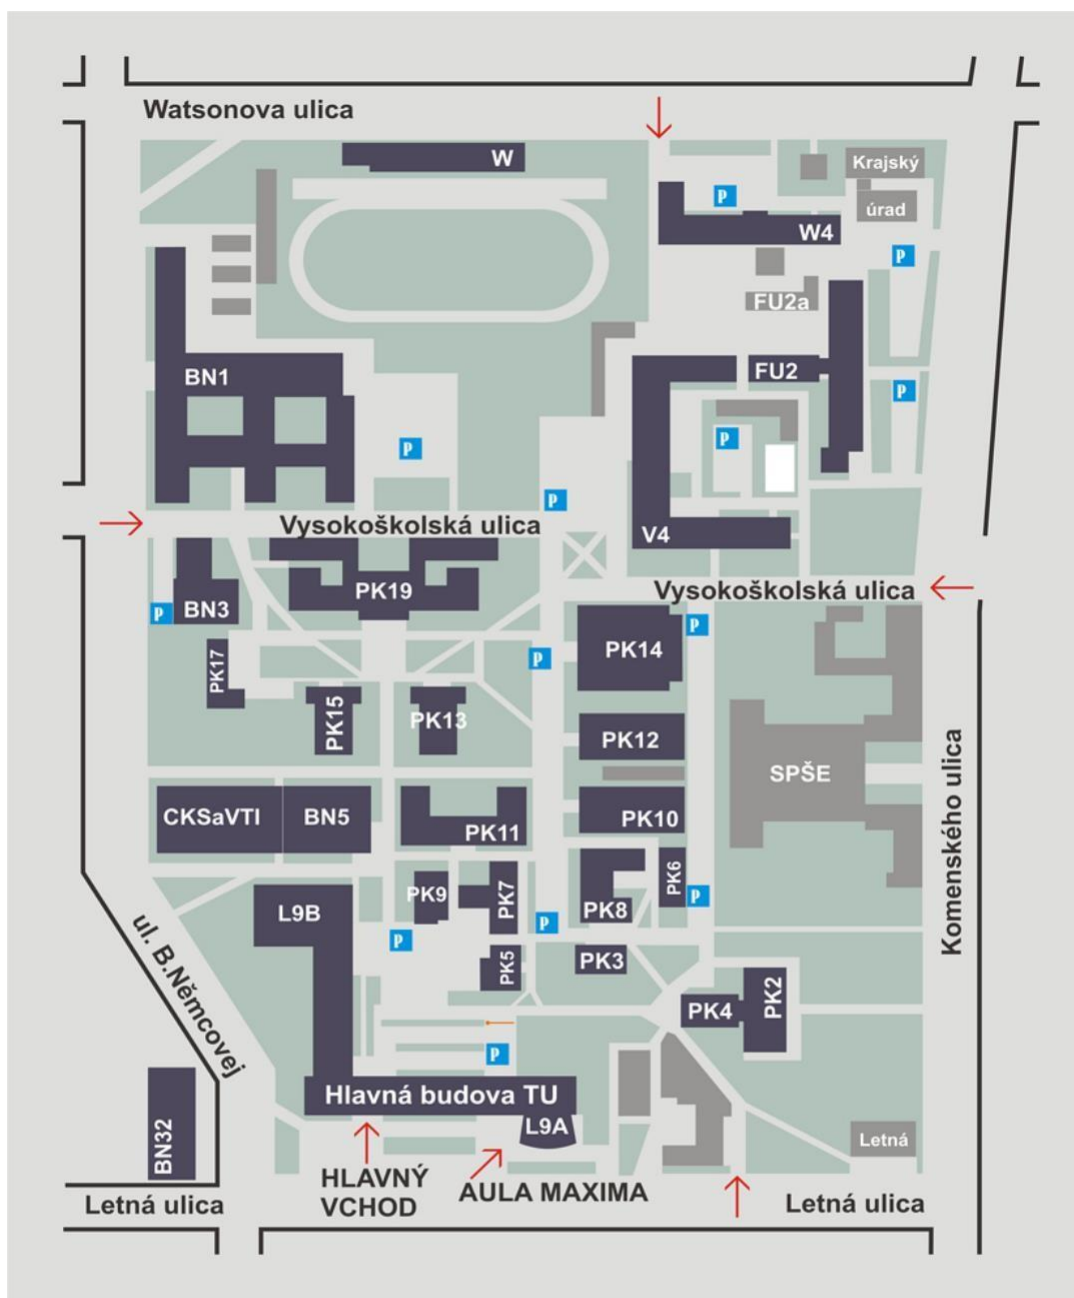 Watsonova ulica
W
Krajský
úrad
P
W4
P
FU2a
FU2
BN1
P
P
P
P
Vysokoškolská ulica
V4
Vysokoškolská ulica
PK19
BN3
P
P
PK14
P
PK17
PK15
PK13
PK12
SPŠE
Komenského ulica
CKSaVTI
BN5
PK11
PK10
PK6
PK9
PK7
PK8
P
L9B
P
P
PK5
PK3
PK4
PK2
ul. B.Němcovej
P
Hlavná budova TU
L9A
BN32
Letná
HLAVNÝ
VCHOD
AULA MAXIMA
Letná ulica
Letná ulica